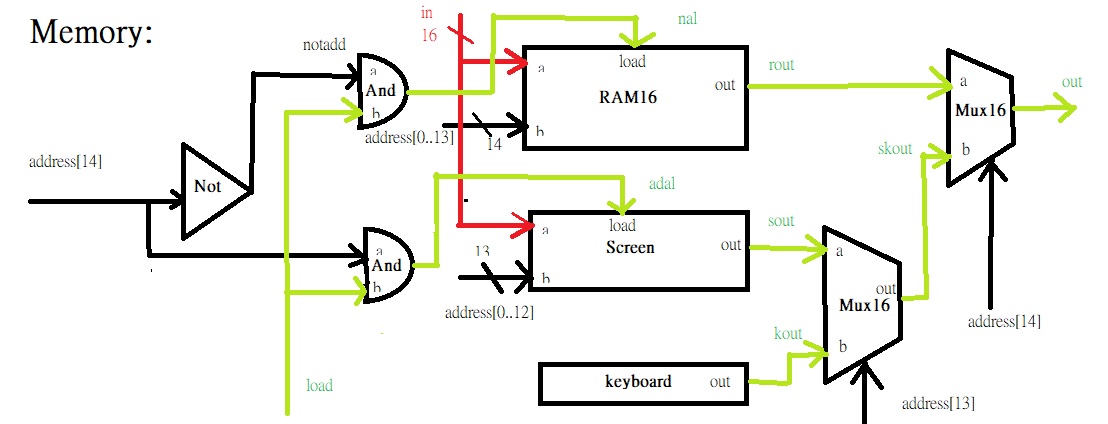 Memory:
in
16
nal
notadd
a
And
b
load
a
RAM16
out
b
address[0..13]
14
rout
a
Mux16
b
out
skout
address[14]
Not
adal
a
And
b
load
a
Screen
out
b
13
address[0..12]
sout
a
out
Mux16
b
address[14]
kout
keyboard
out
load
address[13]